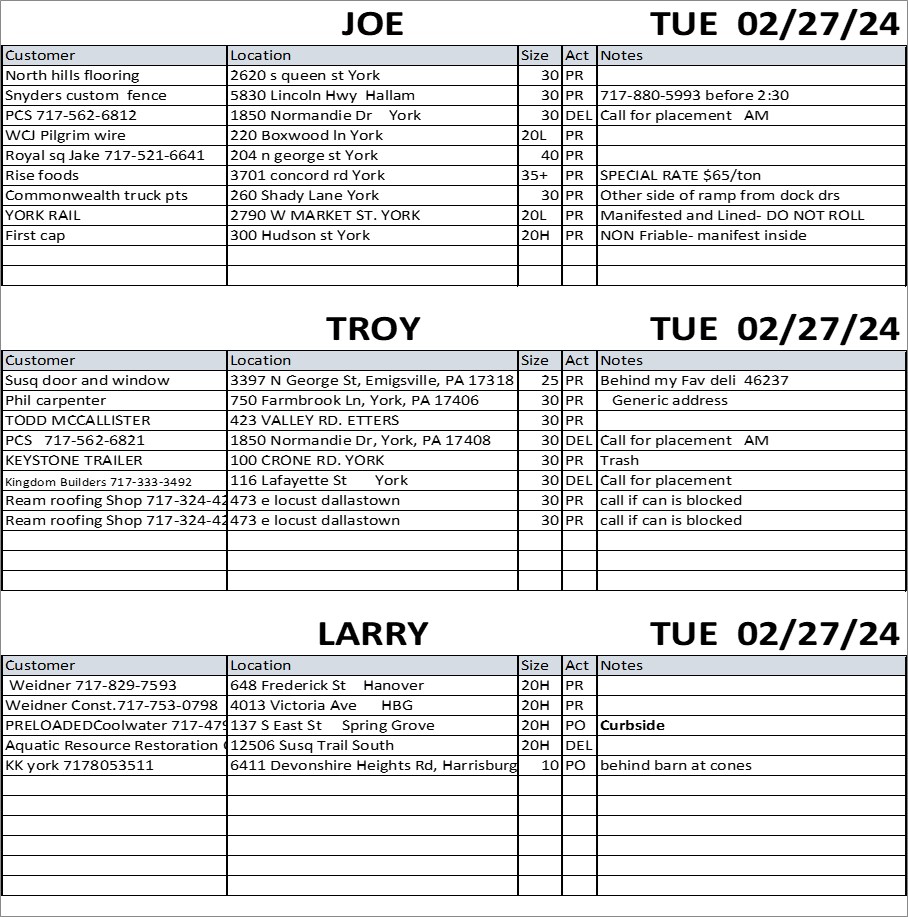 JOE TUE 02/27/24
Customer Location Size Act Notes
North hills flooring 2620 s queen st York 30 PR
Snyders custom fence 5830 Lincoln Hwy Hallam 30 PR 717-880-5993 before 2:30
PCS 717-562-6812 1850 Normandie Dr York 30 DEL Call for placement AM
WCJ Pilgrim wire 220 Boxwood ln York 20L PR
Royal sq Jake 717-521-6641 204 n george st York 40 PR
Rise foods 3701 concord rd York 35+ PR SPECIAL RATE $65/ton
Commonwealth truck pts 260 Shady Lane York 30 PR Other side of ramp from dock drs
YORK RAIL 2790 W MARKET ST. YORK 20L PR Manifested and Lined- DO NOT ROLL
First cap 300 Hudson st York 20H PR NON Friable- manifest inside
TROY TUE 02/27/24
Customer Location Size Act Notes
Susq door and window 3397 N George St, Emigsville, PA 17318 25 PR Behind my Fav deli 46237
Phil carpenter 750 Farmbrook Ln, York, PA 17406 30 PR Generic address
TODD MCCALLISTER 423 VALLEY RD. ETTERS 30 PR
PCS 717-562-6821 1850 Normandie Dr, York, PA 17408 30 DEL Call for placement AM
KEYSTONE TRAILER 100 CRONE RD. YORK 30 PR Trash
Kingdom Builders 717-333-3492 116 Lafayette St York 30 DEL Call for placement
Ream roofing Shop 717-324-42 473 e locust dallastown 30 PR call if can is blocked
Ream roofing Shop 717-324-42 473 e locust dallastown 30 PR call if can is blocked
LARRY TUE 02/27/24
Customer Location Size Act Notes
Weidner 717-829-7593 648 Frederick St Hanover 20H PR
Weidner Const.717-753-0798 4013 Victoria Ave HBG 20H PR
PRELOADEDCoolwater 717-479 137 S East St Spring Grove 20H PO Curbside
Aquatic Resource Restoration 12506 Susq Trail South 20H DEL
KK york 7178053511 6411 Devonshire Heights Rd, Harrisburg 10 PO behind barn at cones